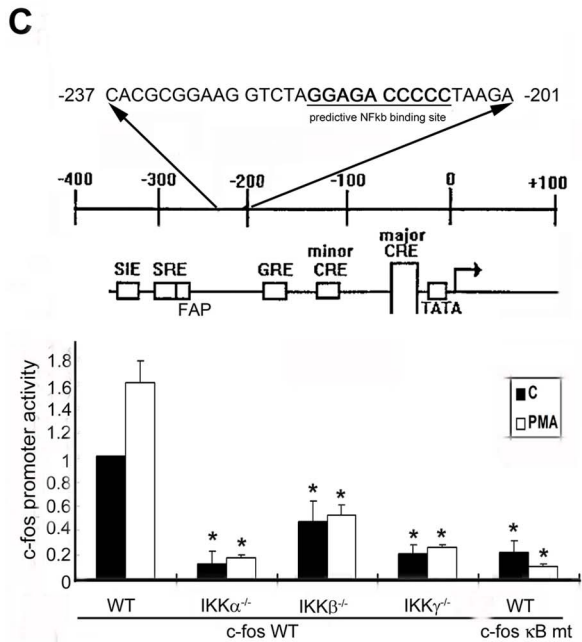 C
-237 CACGCGGAAG GTCTAGGAGA CCCCCTAAGA -201
predictive NFkb binding site
-400 -300 -200 -100 0 +100
SIE SRE GRE minor CRE major CRE
FAP TATA
c-fos promoter activity
1.8
1.6
1.4
1.2
1
0.8
0.6
0.4
0.2
0
C
PMA
* * * * * * * *
WT IKKα-/- IKKβ-/- IKKγ-/- WT
c-fos WT c-fos κB mt